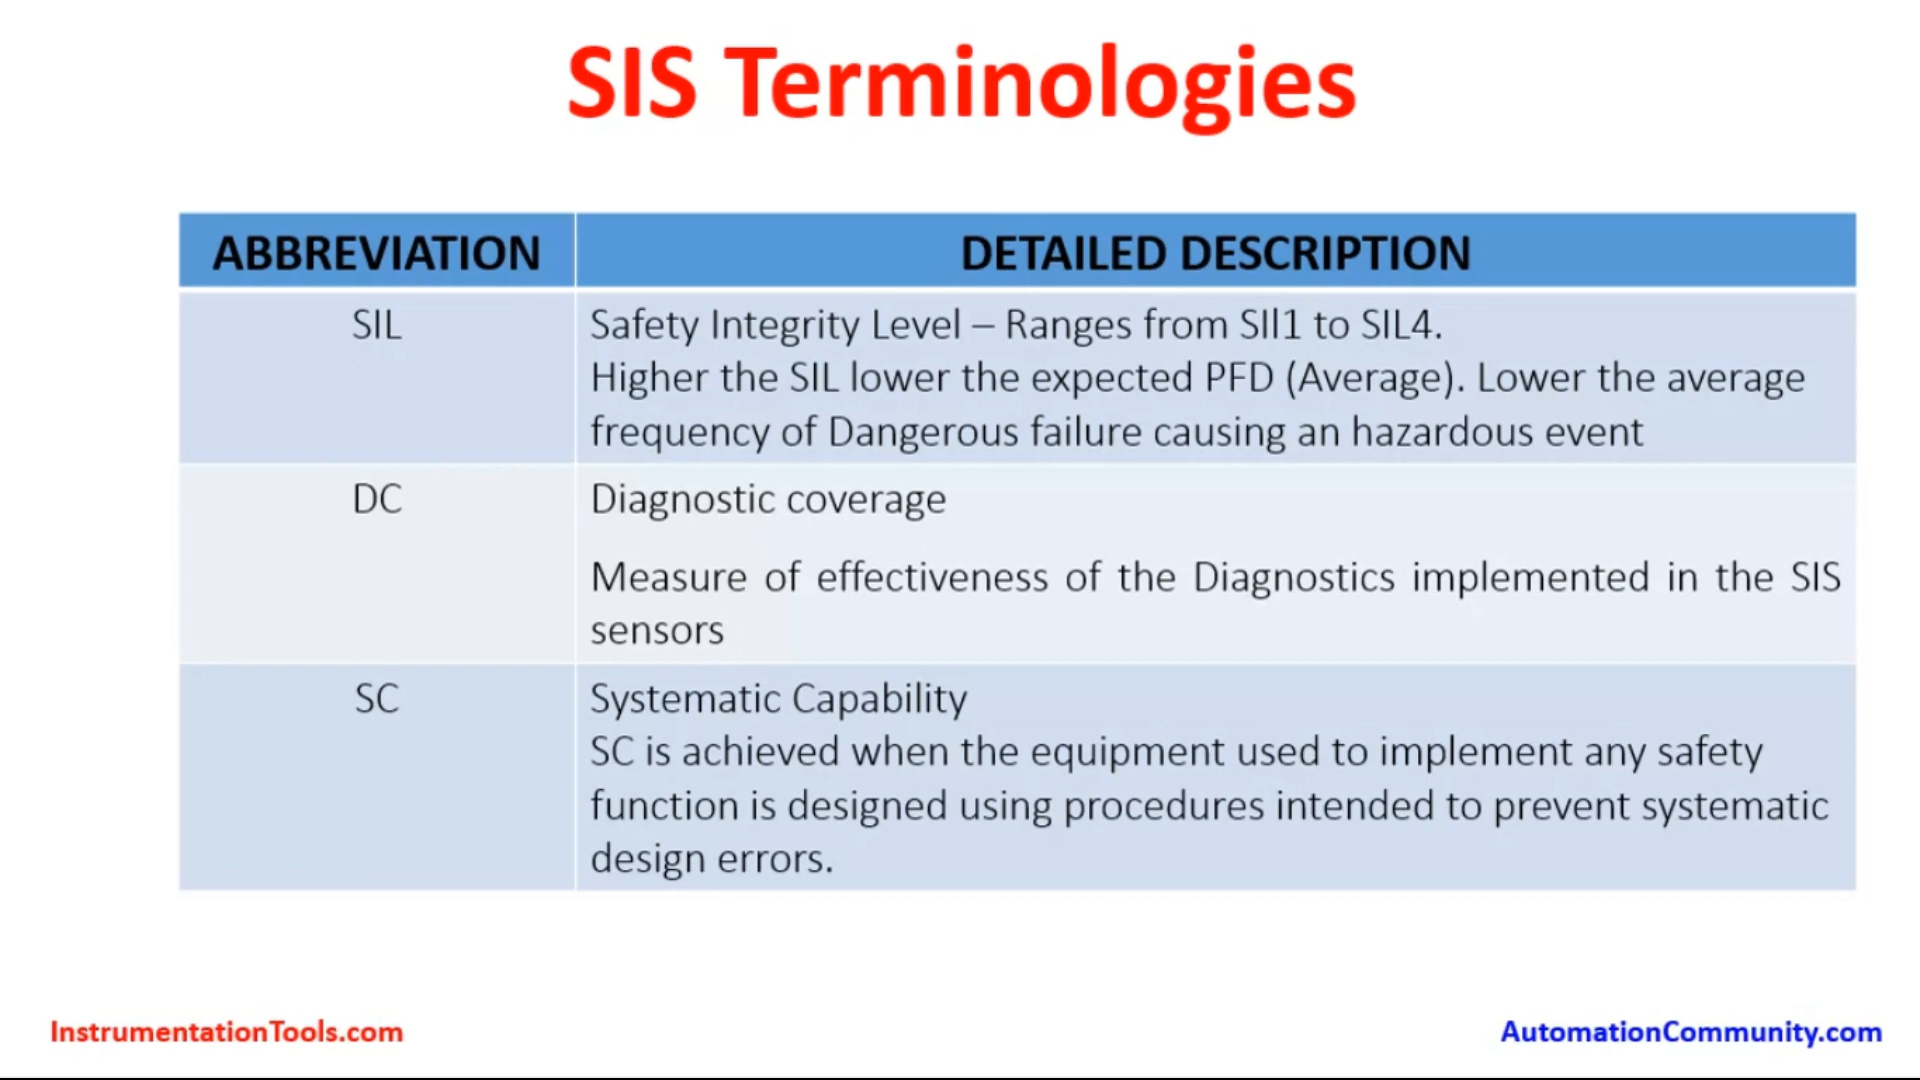 SIS Terminologies
ABBREVIATION
DETAILED DESCRIPTION
SIL
Safety Integrity Level – Ranges from SIl1 to SIL4.
Higher the SIL lower the expected PFD (Average). Lower the average
frequency of Dangerous failure causing an hazardous event
DC
Diagnostic coverage
Measure of effectiveness of the Diagnostics implemented in the SIS
sensors
SC
Systematic Capability
SC is achieved when the equipment used to implement any safety
function is designed using procedures intended to prevent systematic
design errors.
InstrumentationTools.com
AutomationCommunity.com